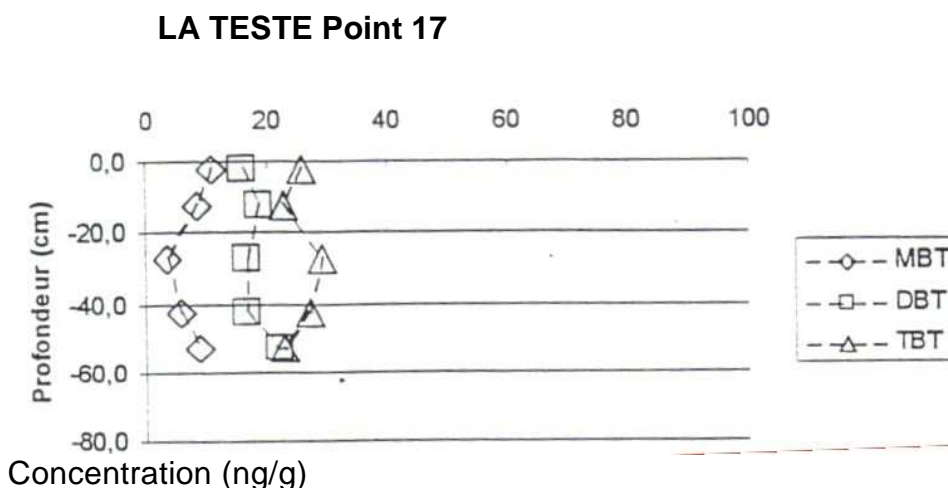 LA TESTE Point 17
0 20 40 60 80 100
0,0
-20,0
-40,0
-60,0
-80,0
Profondeur (cm)
MBT
DBT
TBT
Concentration (ng/g)